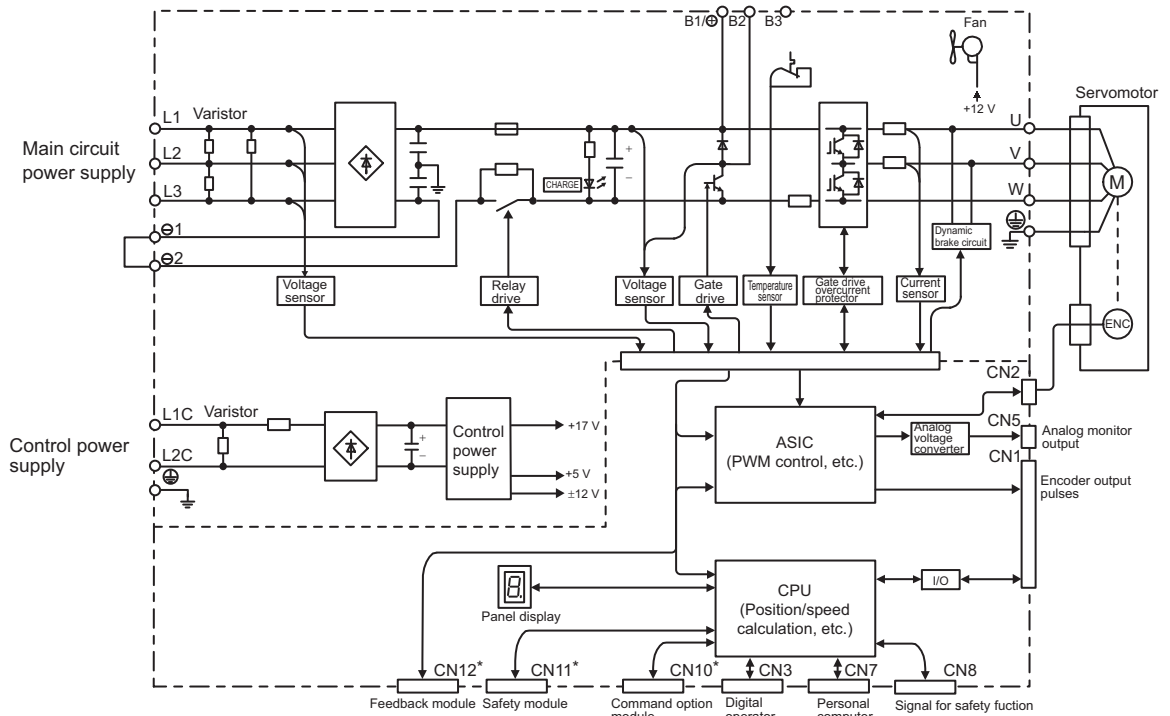 B1/⊕ B2 B3
Fan
+12 V
Servomotor
Main circuit
power supply
L1 Varistor
L2
L3
⊖1
⊖2
CHARGE
+
–
U
V
W
M
ENC
Dynamic
brake circuit
Voltage
sensor
Relay
drive
Voltage
sensor
Gate
drive
Temperature
sensor
Gate drive
overcurrent
protector
Current
sensor
Control power
supply
L1C Varistor
L2C
+
–
Control
power
supply
+17 V
+5 V
±12 V
ASIC
(PWM control, etc.)
Analog
voltage
converter
CN2
CN5
Analog monitor
output
CN1
Encoder output
pulses
8.
Panel display
CPU
(Position/speed
calculation, etc.)
I/O
CN12* CN11* CN10* CN3 CN7 CN8
Feedback module
Safety module
Command option
module
Digital
operator
Personal
computer
Signal for safety fuction